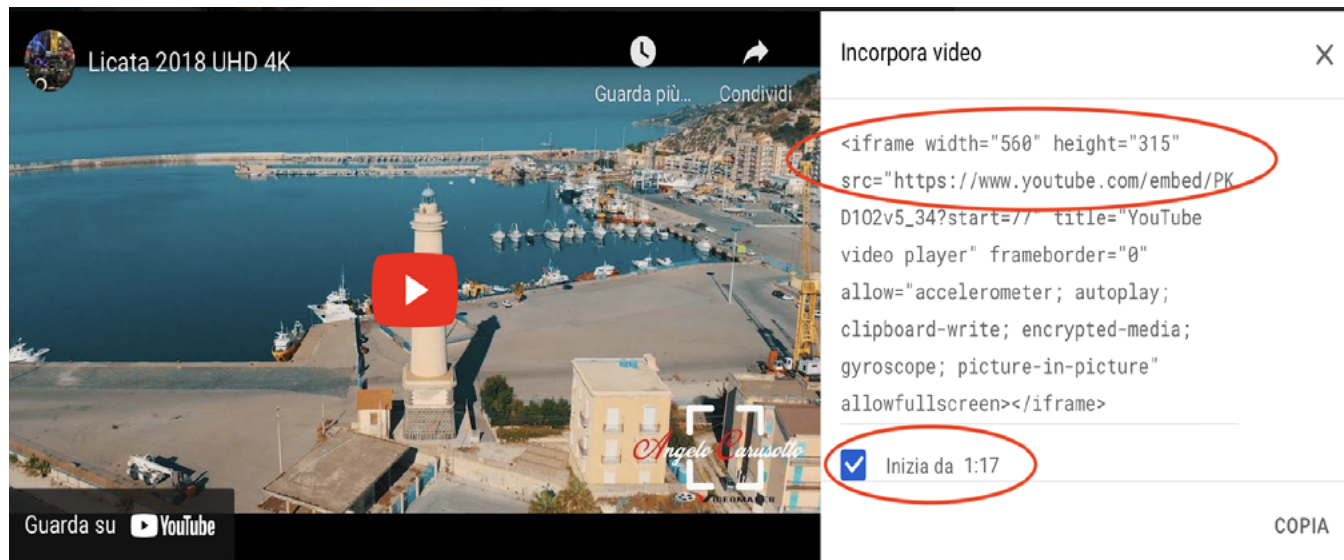 Licata 2018 UHD 4K
Guarda più...
Condividi
Angelo Carusotto
VIDEOMAKER
Guarda su YouTube
Incorpora video
<iframe width="560" height="315"
src="https://www.youtube.com/embed/PK
D1O2v5_34?start=77" title="YouTube
video player" frameborder="0"
allow="accelerometer; autoplay;
clipboard-write; encrypted-media;
gyroscope; picture-in-picture"
allowfullscreen></iframe>
Inizia da 1:17
COPIA